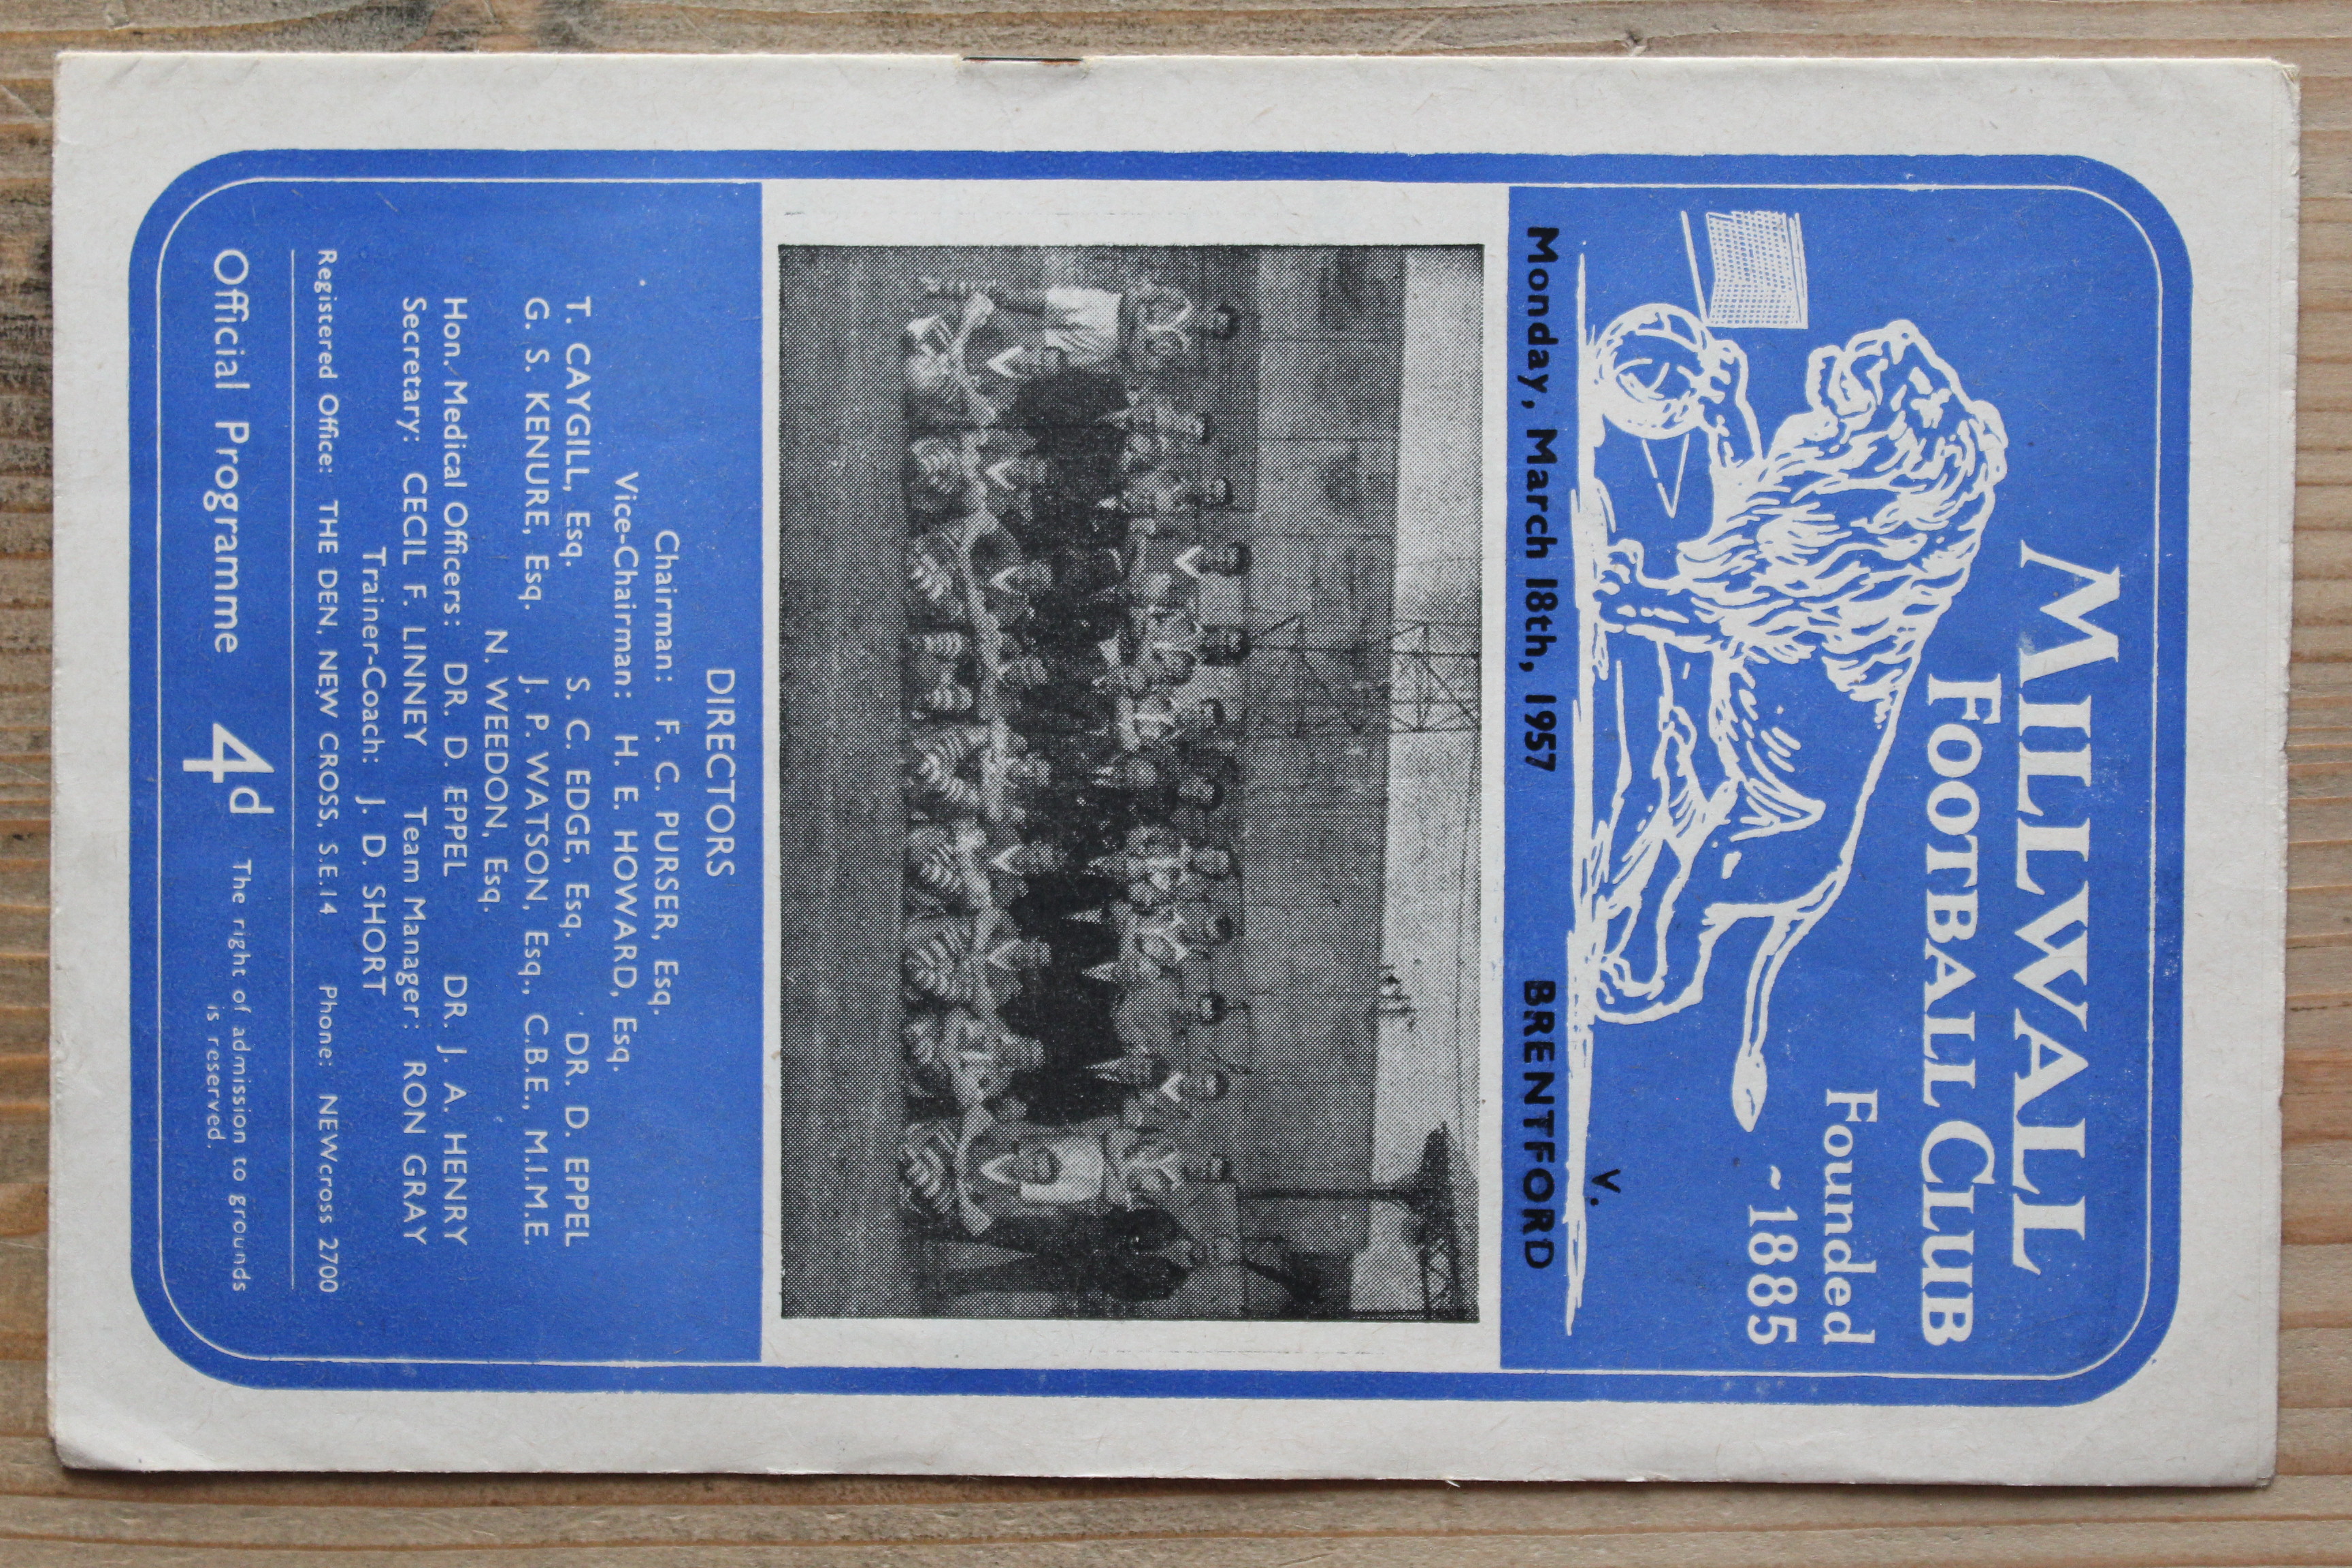 MILLWALL
FOOTBALL CLUB
Founded
~1885
v.
Monday, March 18th, 1957 BRENTFORD
DIRECTORS
Chairman: F. C. PURSER, Esq.
Vice-Chairman: H. E. HOWARD, Esq.
T. CAYGILL, Esq. S. C. EDGE, Esq. DR. D. EPPEL
G. S. KENURE, Esq. J. P. WATSON, Esq., C.B.E., M.I.M.E.
N. WEEDON, Esq.
Hon. Medical Officers: DR. D. EPPEL DR. J. A. HENRY
Secretary: CECIL F. LINNEY Team Manager: RON GRAY
Trainer-Coach: J. D. SHORT
Registered Office: THE DEN, NEW CROSS, S.E.14 Phone: NEWcross 2700
Official Programme 4d The right of admission to grounds
is reserved.